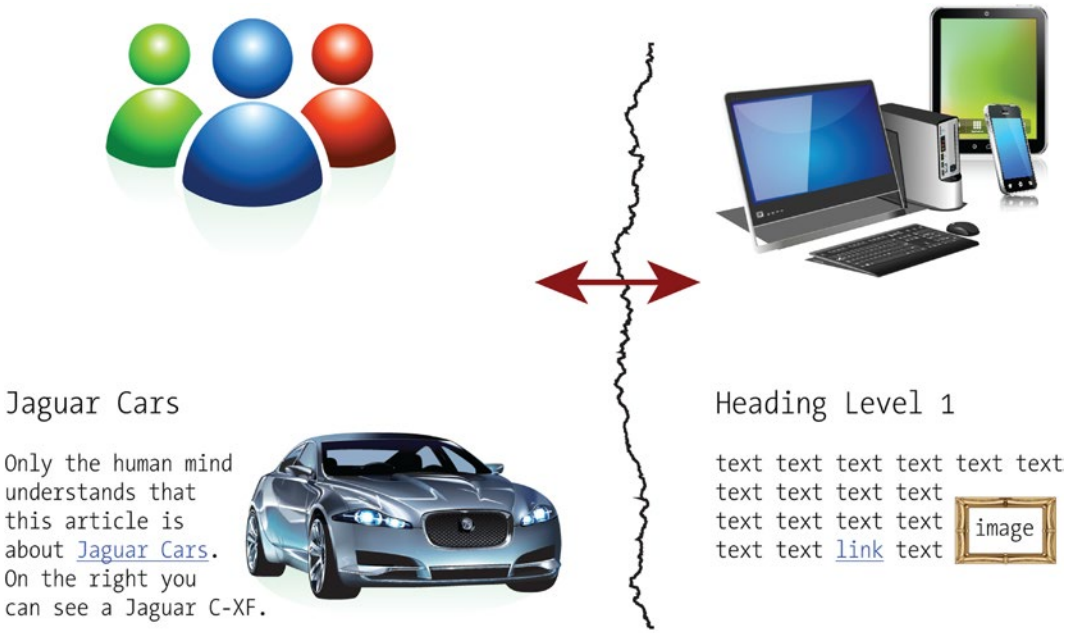 Jaguar Cars
Only the human mind
understands that
this article is
about Jaguar Cars.
On the right you
can see a Jaguar C-XF.
Heading Level 1
text text text text text text
text text text text
text text text text
text text link text
image